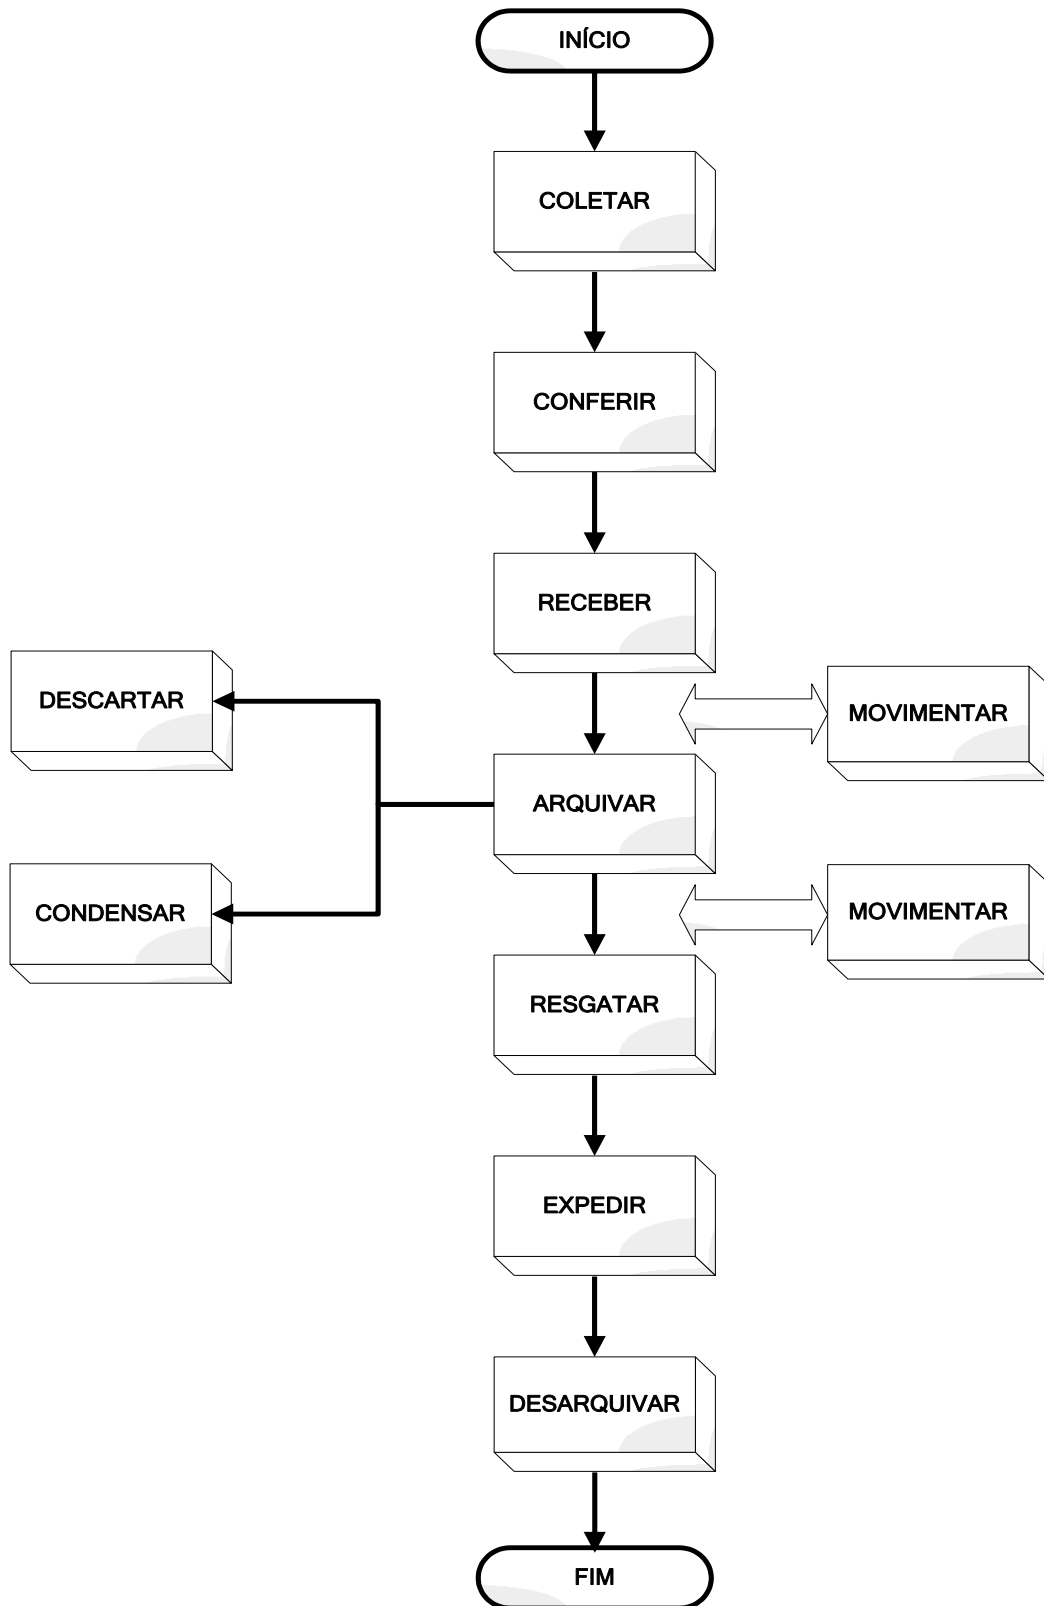 INÍCIO
COLETAR
CONFERIR
RECEBER
DESCARTAR
MOVIMENTAR
ARQUIVAR
CONDENSAR
MOVIMENTAR
RESGATAR
EXPEDIR
DESARQUIVAR
FIM